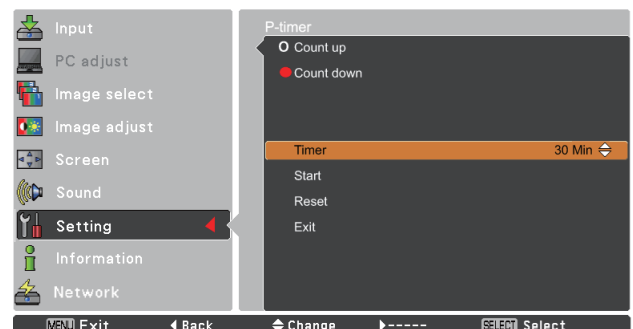 Input
PC adjust
Image select
Image adjust
Screen
Sound
Setting
Information
Network
P-timer
Count up
Count down
Timer 30 Min
Start
Reset
Exit
MENU Exit Back Change ----- SELECT Select